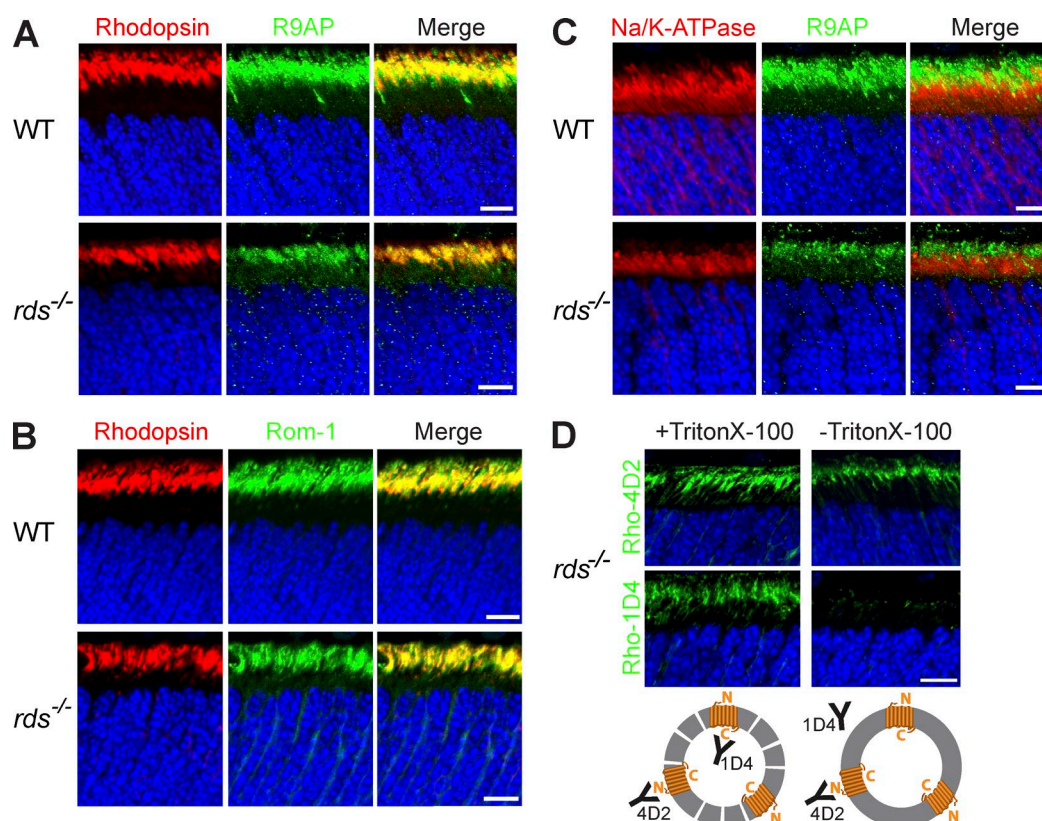 A
Rhodopsin R9AP Merge
WT
rds-/-
B
Rhodopsin Rom-1 Merge
WT
rds-/-
C
Na/K-ATPase R9AP Merge
WT
rds-/-
D
+TritonX-100 -TritonX-100
rds-/-
Rho-4D2
Rho-1D4
N
C
1D4
N
C
4D2
C
N
1D4
N
C
N
C
4D2
C
N